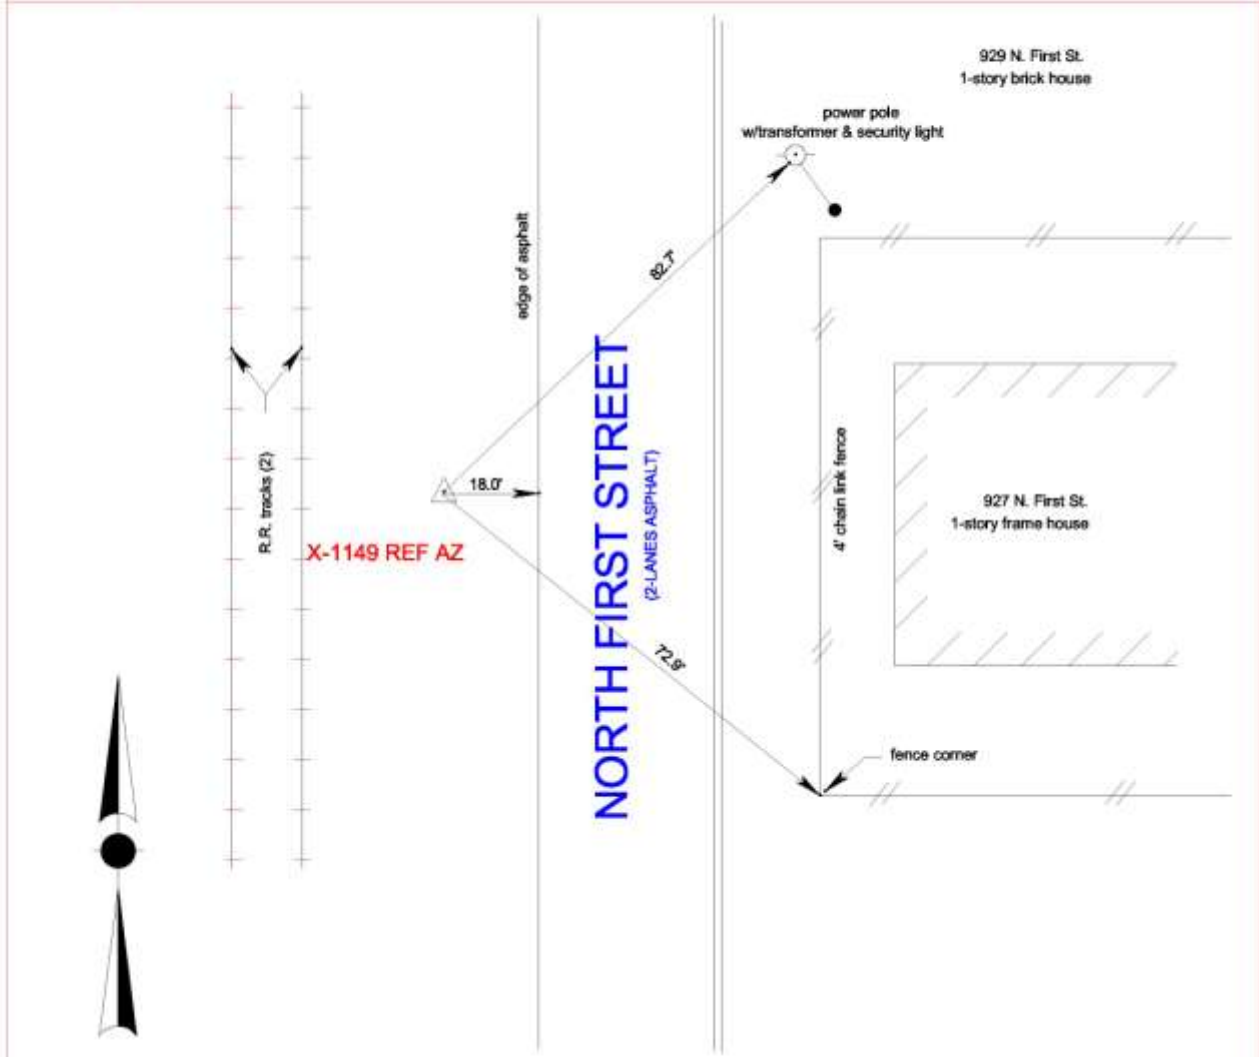 929 N. First St.
1-story brick house
power pole
w/transformer & security light
edge of asphalt
82.7'
NORTH FIRST STREET
(2-LANES ASPHALT)
R.R. tracks (2)
18.0'
4' chain link fence
927 N. First St.
1-story frame house
X-1149 REF AZ
72.9'
fence corner